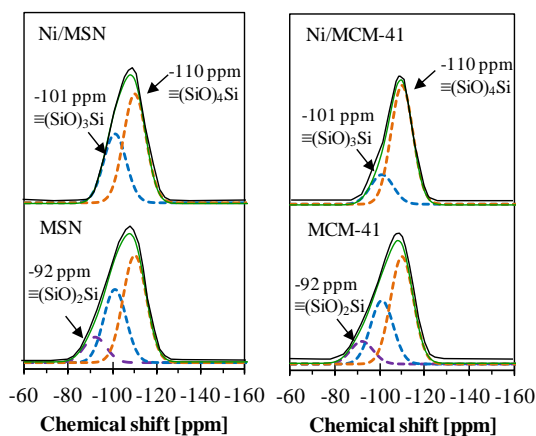 Ni/MSN
-110 ppm
≡(SiO)₄Si
-101 ppm
≡(SiO)₃Si
MSN
-92 ppm
≡(SiO)₂Si
-60 -80 -100 -120 -140 -160
Chemical shift [ppm]
Ni/MCM-41
-110 ppm
≡(SiO)₄Si
-101 ppm
≡(SiO)₃Si
MCM-41
-92 ppm
≡(SiO)₂Si
-60 -80 -100 -120 -140 -160
Chemical shift [ppm]